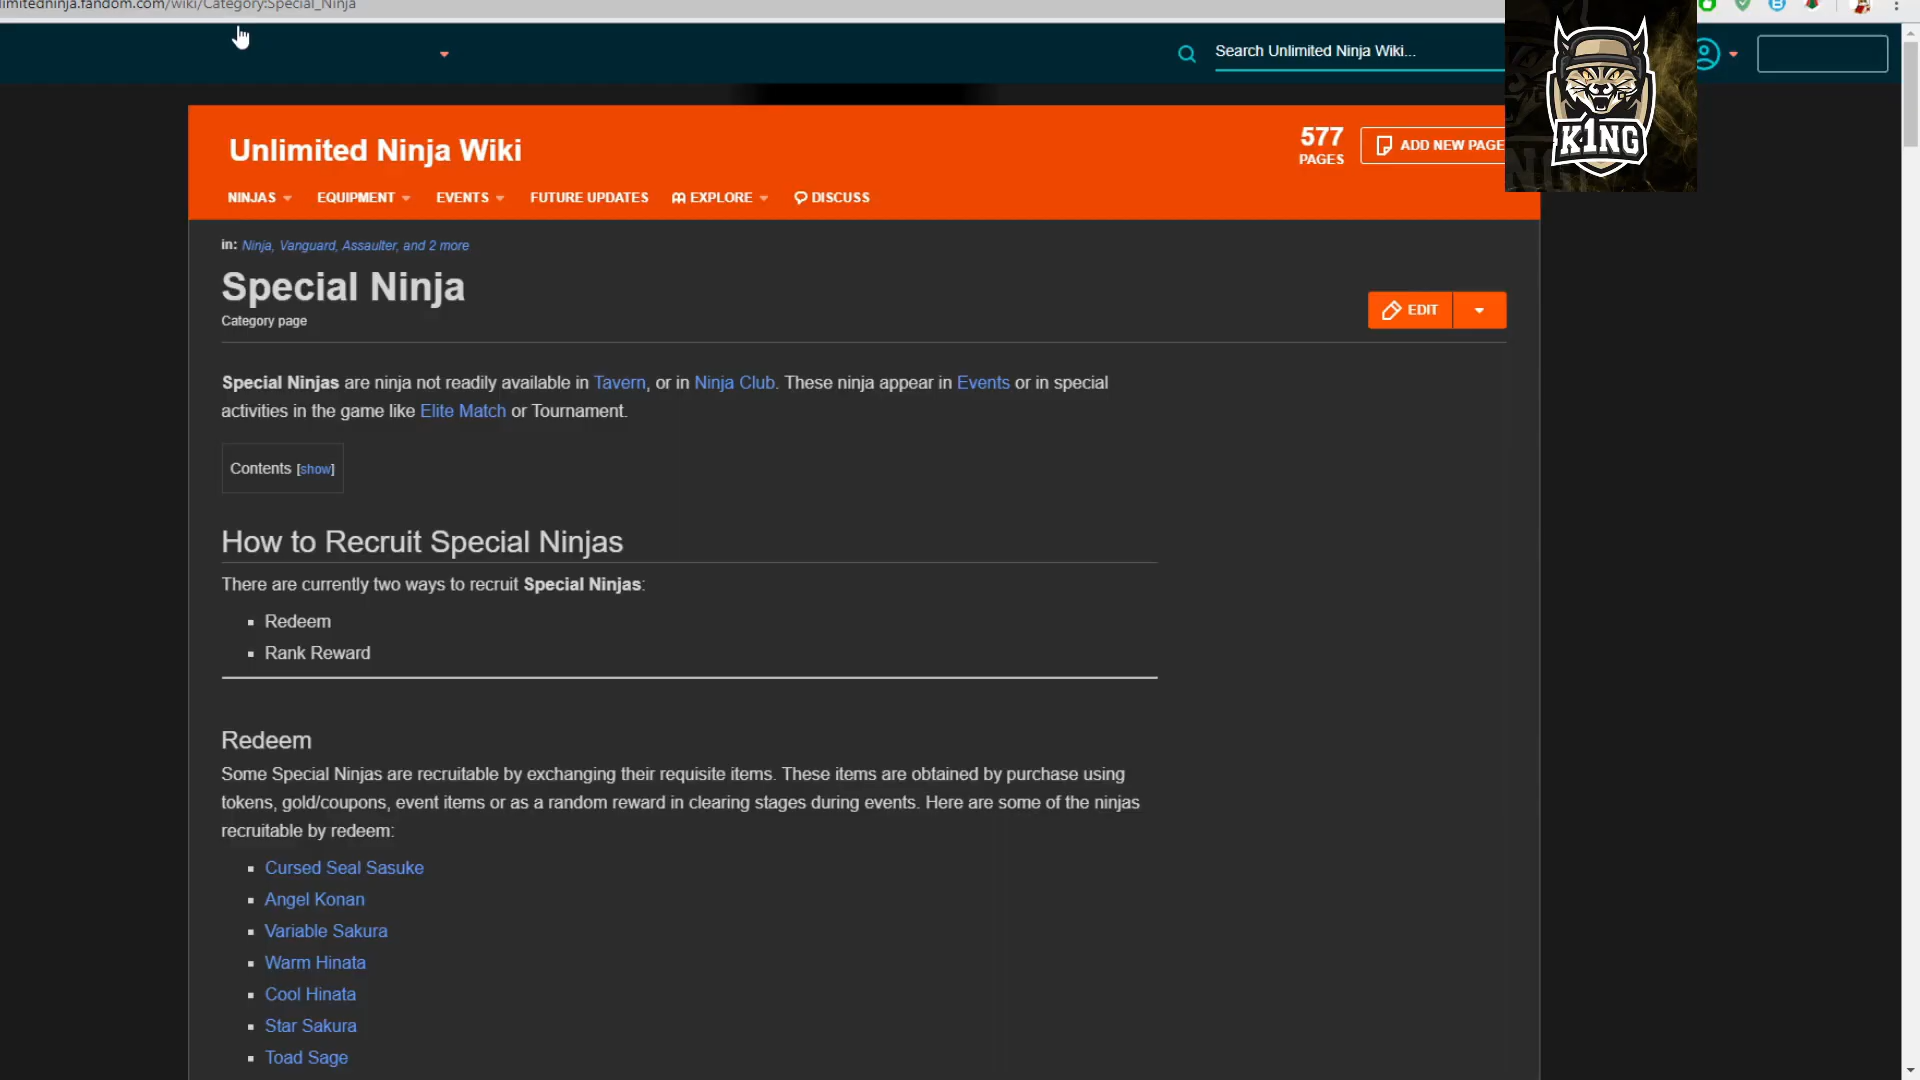 limitedninja.fandom.com/wiki/Category:Special_Ninja
Search Unlimited Ninja Wiki...
K1NG
Unlimited Ninja Wiki
577
PAGES
ADD NEW PAGE
NINJAS
EQUIPMENT
EVENTS
FUTURE UPDATES
EXPLORE
DISCUSS
in: Ninja, Vanguard, Assaulter, and 2 more
Special Ninja
Category page
EDIT
Special Ninjas are ninja not readily available in Tavern, or in Ninja Club. These ninja appear in Events or in special
activities in the game like Elite Match or Tournament.
Contents [show]
How to Recruit Special Ninjas
There are currently two ways to recruit Special Ninjas:
Redeem
Rank Reward
Redeem
Some Special Ninjas are recruitable by exchanging their requisite items. These items are obtained by purchase using
tokens, gold/coupons, event items or as a random reward in clearing stages during events. Here are some of the ninjas
recruitable by redeem:
Cursed Seal Sasuke
Angel Konan
Variable Sakura
Warm Hinata
Cool Hinata
Star Sakura
Toad Sage